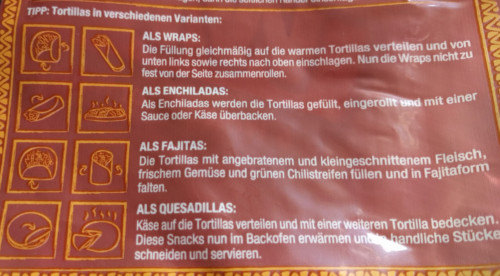 TIPP: Tortillas in verschiedenen Varianten:
ALS WRAPS:
Die Füllung gleichmäßig auf die warmen Tortillas verteilen und von
unten links sowie rechts nach oben einschlagen. Nun die Wraps nicht zu
fest von der Seite zusammenrollen.
ALS ENCHILADAS:
Als Enchiladas werden die Tortillas gefüllt, eingerollt und mit einer
Sauce oder Käse überbacken.
ALS FAJITAS:
Die Tortillas mit angebratenem und kleingeschnittenem Fleisch,
frischem Gemüse und grünen Chilistreifen füllen und in Fajitaform
falten.
ALS QUESADILLAS:
Käse auf die Tortillas verteilen und mit einer weiteren Tortilla bedecken.
Diese Snacks nun im Backofen erwärmen und in handliche Stücke
schneiden und servieren.